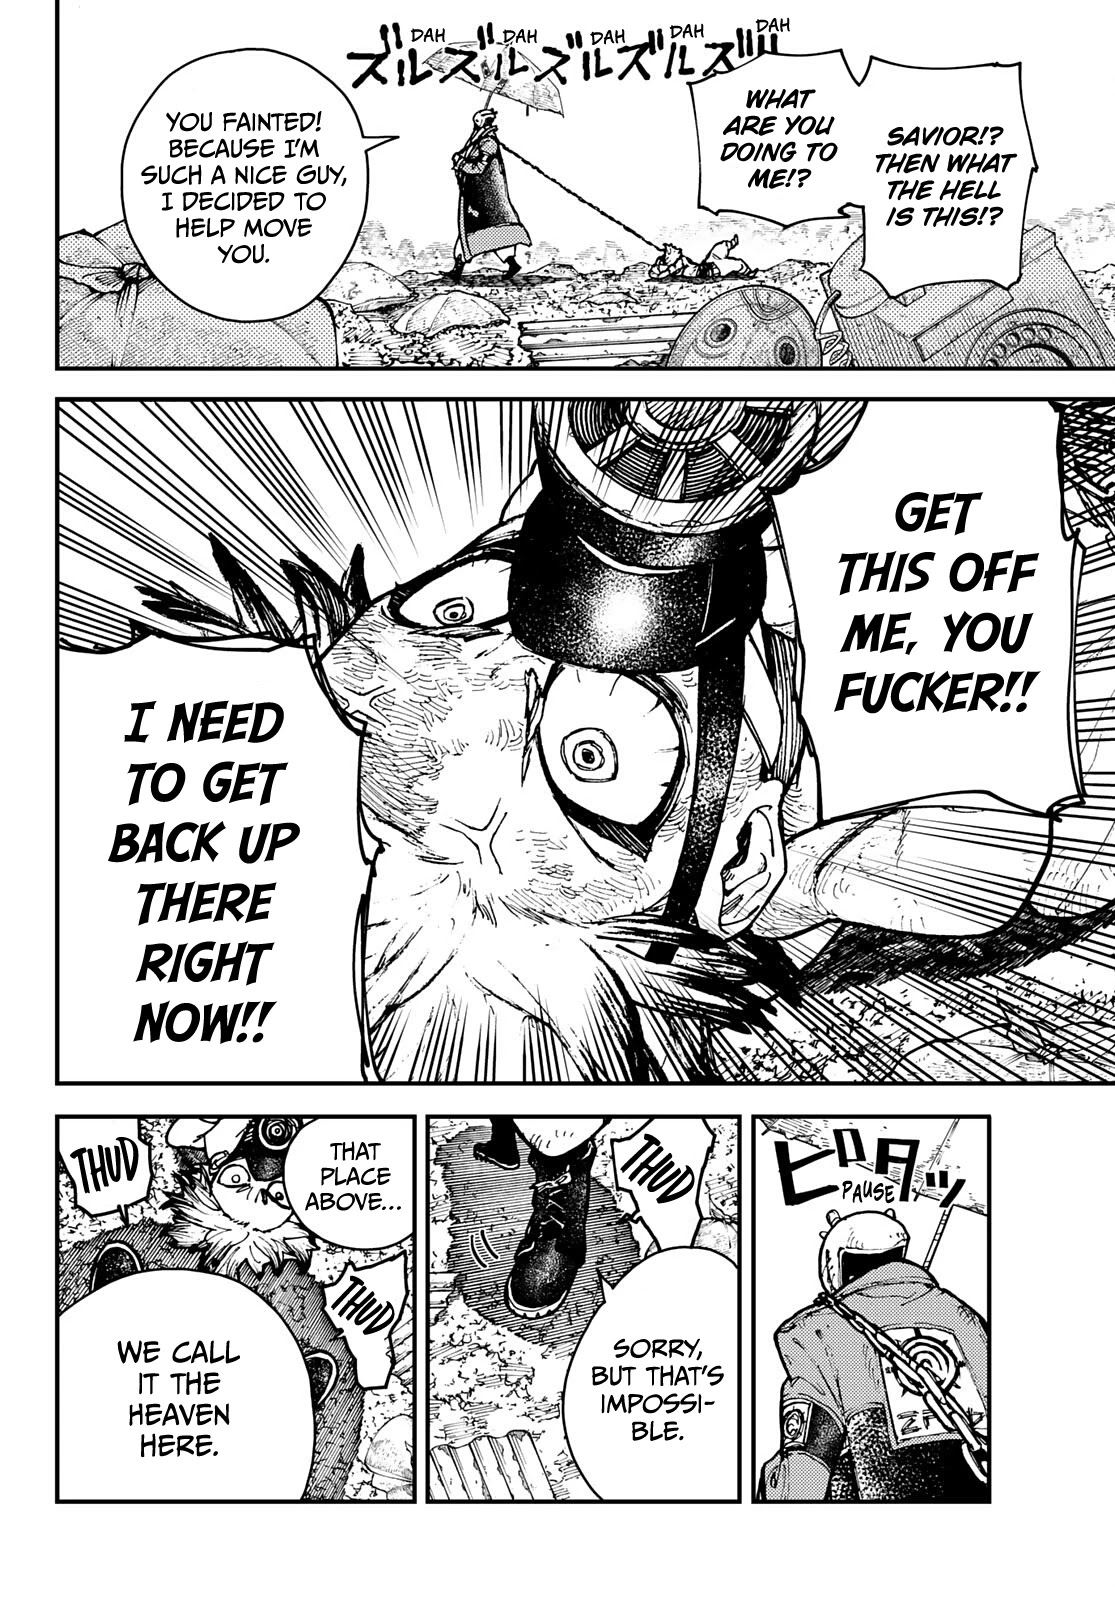 SAVIOR!?
THEN WHAT
THE HELL
IS THIS!?
WHAT
ARE YOU
DOING TO
ME!?
DAH
DAH
DAH
DAH
DAH
ズルズルズルズルズ
YOU FAINTED!
BECAUSE I'M
SUCH A NICE GUY,
I DECIDED TO
HELP MOVE
YOU.
GET
THIS OFF
ME, YOU
FUCKER!!
I NEED
TO GET
BACK UP
THERE
RIGHT
NOW!!
ピタッ
PAUSE
THUD
SORRY,
BUT THAT'S
IMPOSSI-
BLE.
THAT
PLACE
ABOVE...
THUD
THUD
WE CALL
IT THE
HEAVEN
HERE.